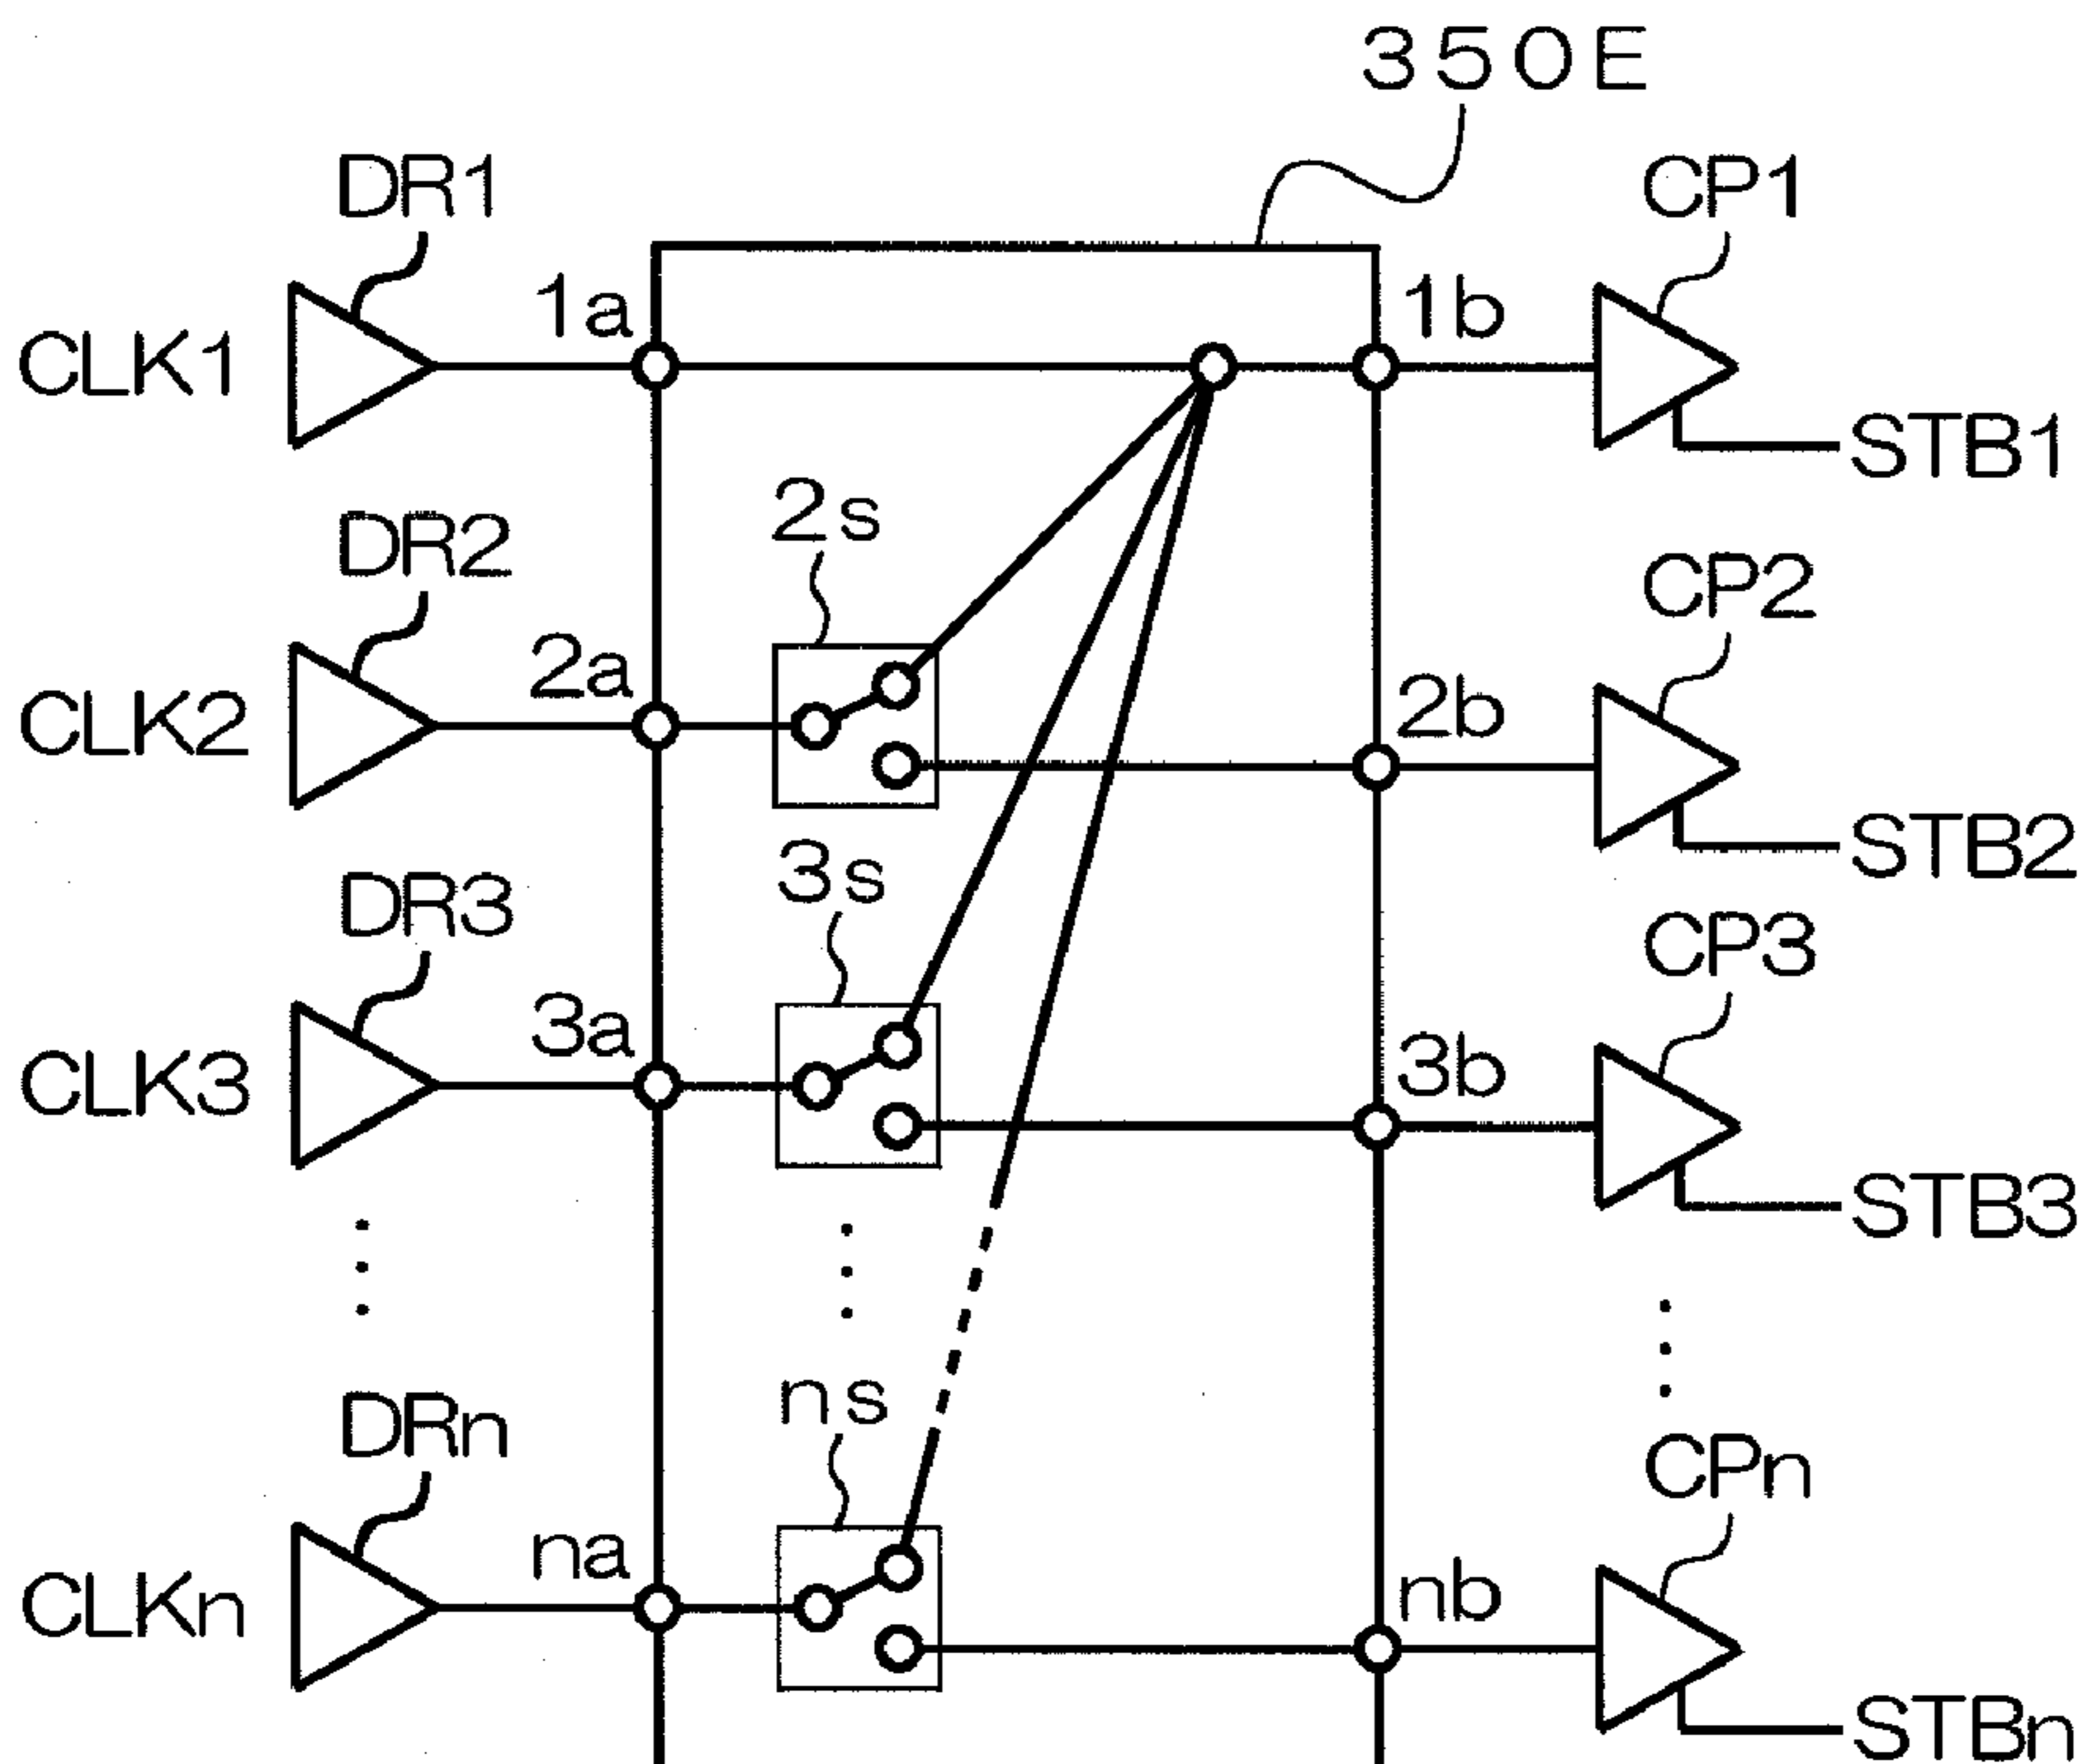 350E
DR1
CP1
1a
1b
CLK1
STB1
2s
DR2
CP2
2a
2b
CLK2
STB2
3s
DR3
CP3
3a
3b
CLK3
STB3
ns
DRn
CPn
na
nb
CLKn
STBn